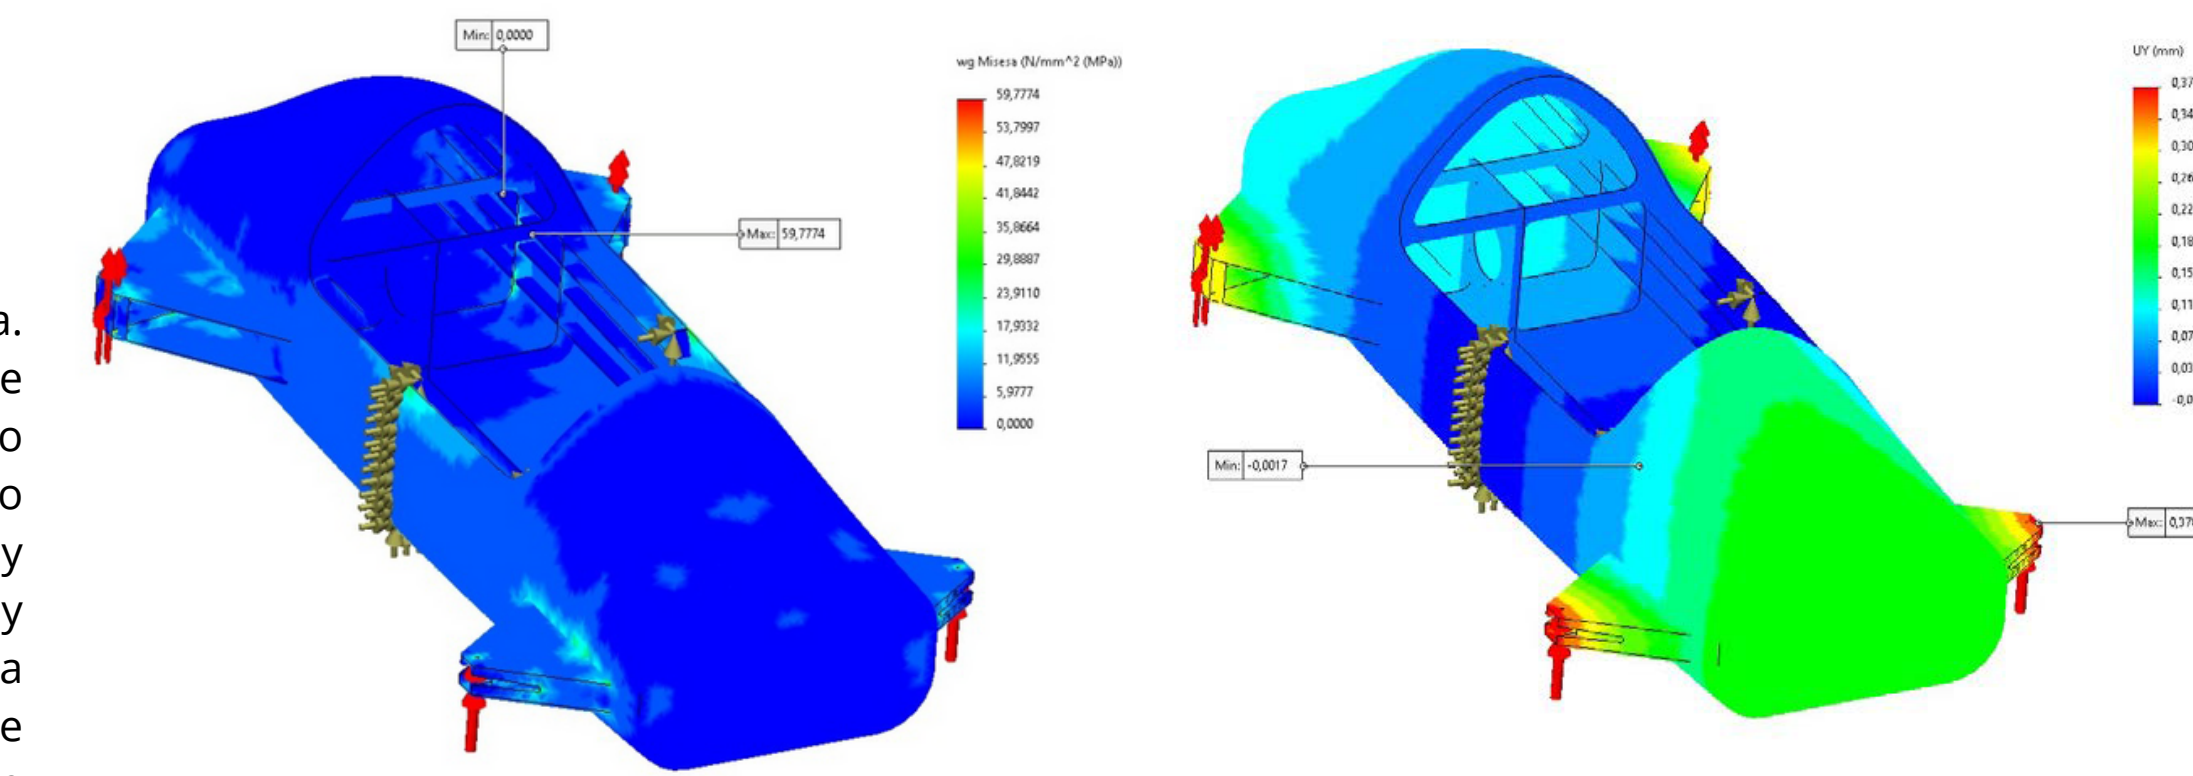 a.
e
o
o
y
y
a
e
Min: 0,0000
Max: 59,7774
wg Misesa (N/mm^2 (MPa))
59,7774
53,7997
47,8219
41,8442
35,8664
29,8887
23,9110
17,9332
11,9555
5,9777
0,0000
Min: -0,0017
Max: 0,37
UY (mm)
0,37
0,34
0,30
0,26
0,22
0,18
0,15
0,11
0,07
0,03
-0,0